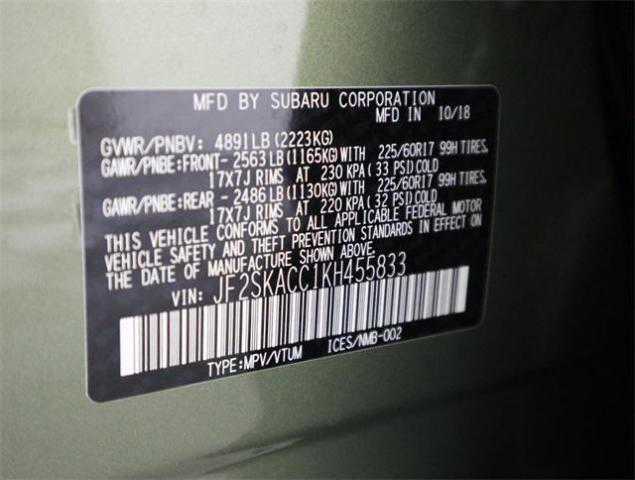 MFD BY SUBARU CORPORATION
MFD IN 10/18
GVWR/PNBV: 4891LB (2223KG)
GAWR/PNBE:FRONT-2563LB(1165KG)WITH 225/60R17 99H TIRES,
17X7J RIMS AT 230 KPA( 33 PSI)COLD
GAWR/PNBE:REAR -2486LB(1130KG)WITH 225/60R17 99H TIRES,
17X7J RIMS AT 220 KPA( 32 PSI)COLD
THIS VEHICLE CONFORMS TO ALL APPLICABLE FEDERAL MOTOR
VEHICLE SAFETY AND THEFT PREVENTION STANDARDS IN EFFECT ON
THE DATE OF MANUFACTURE SHOWN ABOVE.
VIN: JF2SKACC1KH455833
TYPE:MPV/VTUM ICES/NMB-002